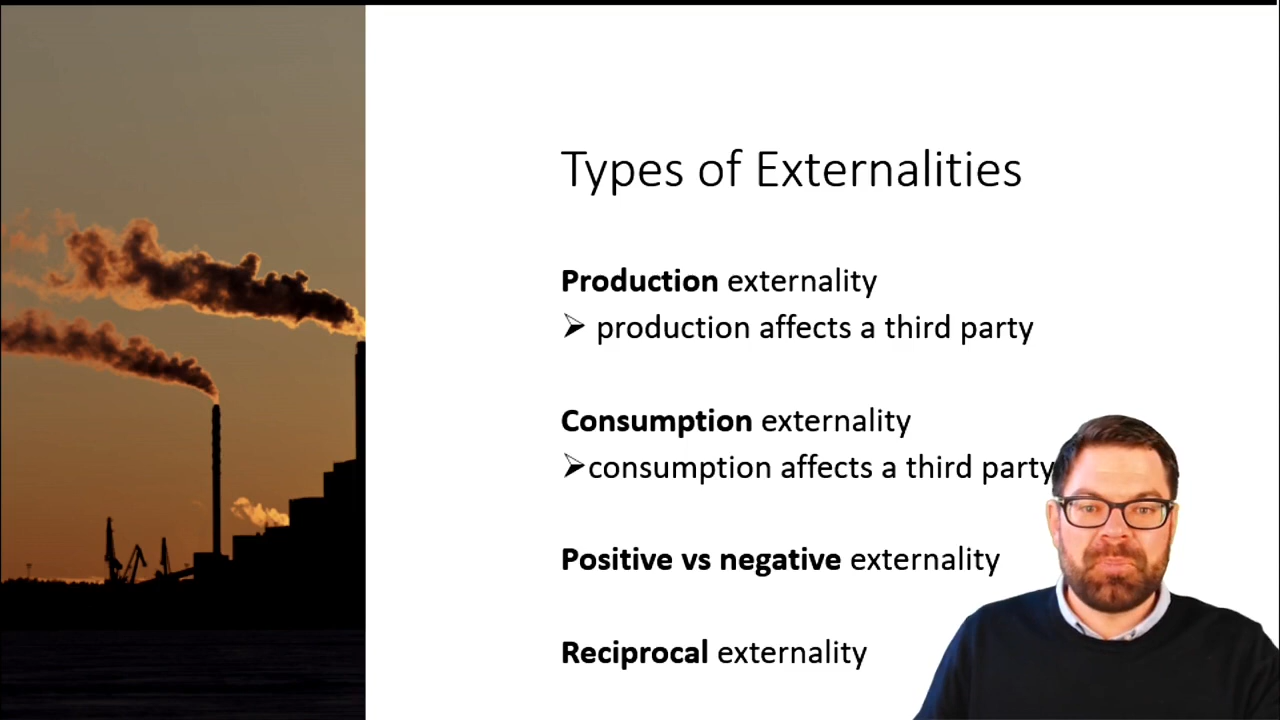 Types of Externalities
Production externality
➢ production affects a third party
Consumption externality
➢consumption affects a third party
Positive vs negative externality
Reciprocal externality